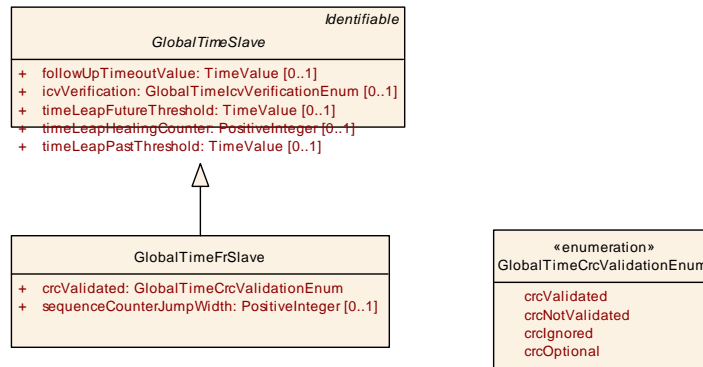 Identifiable
GlobalTimeSlave
+ followUpTimeoutValue: TimeValue [0..1]
+ icvVerification: GlobalTimeIcvVerificationEnum [0..1]
+ timeLeapFutureThreshold: TimeValue [0..1]
+ timeLeapHealingCounter: PositiveInteger [0..1]
+ timeLeapPastThreshold: TimeValue [0..1]
GlobalTimeFrSlave
+ crcValidated: GlobalTimeCrcValidationEnum
+ sequenceCounterJumpWidth: PositiveInteger [0..1]
«enumeration»
GlobalTimeCrcValidationEnum
crcValidated
crcNotValidated
crcIgnored
crcOptional